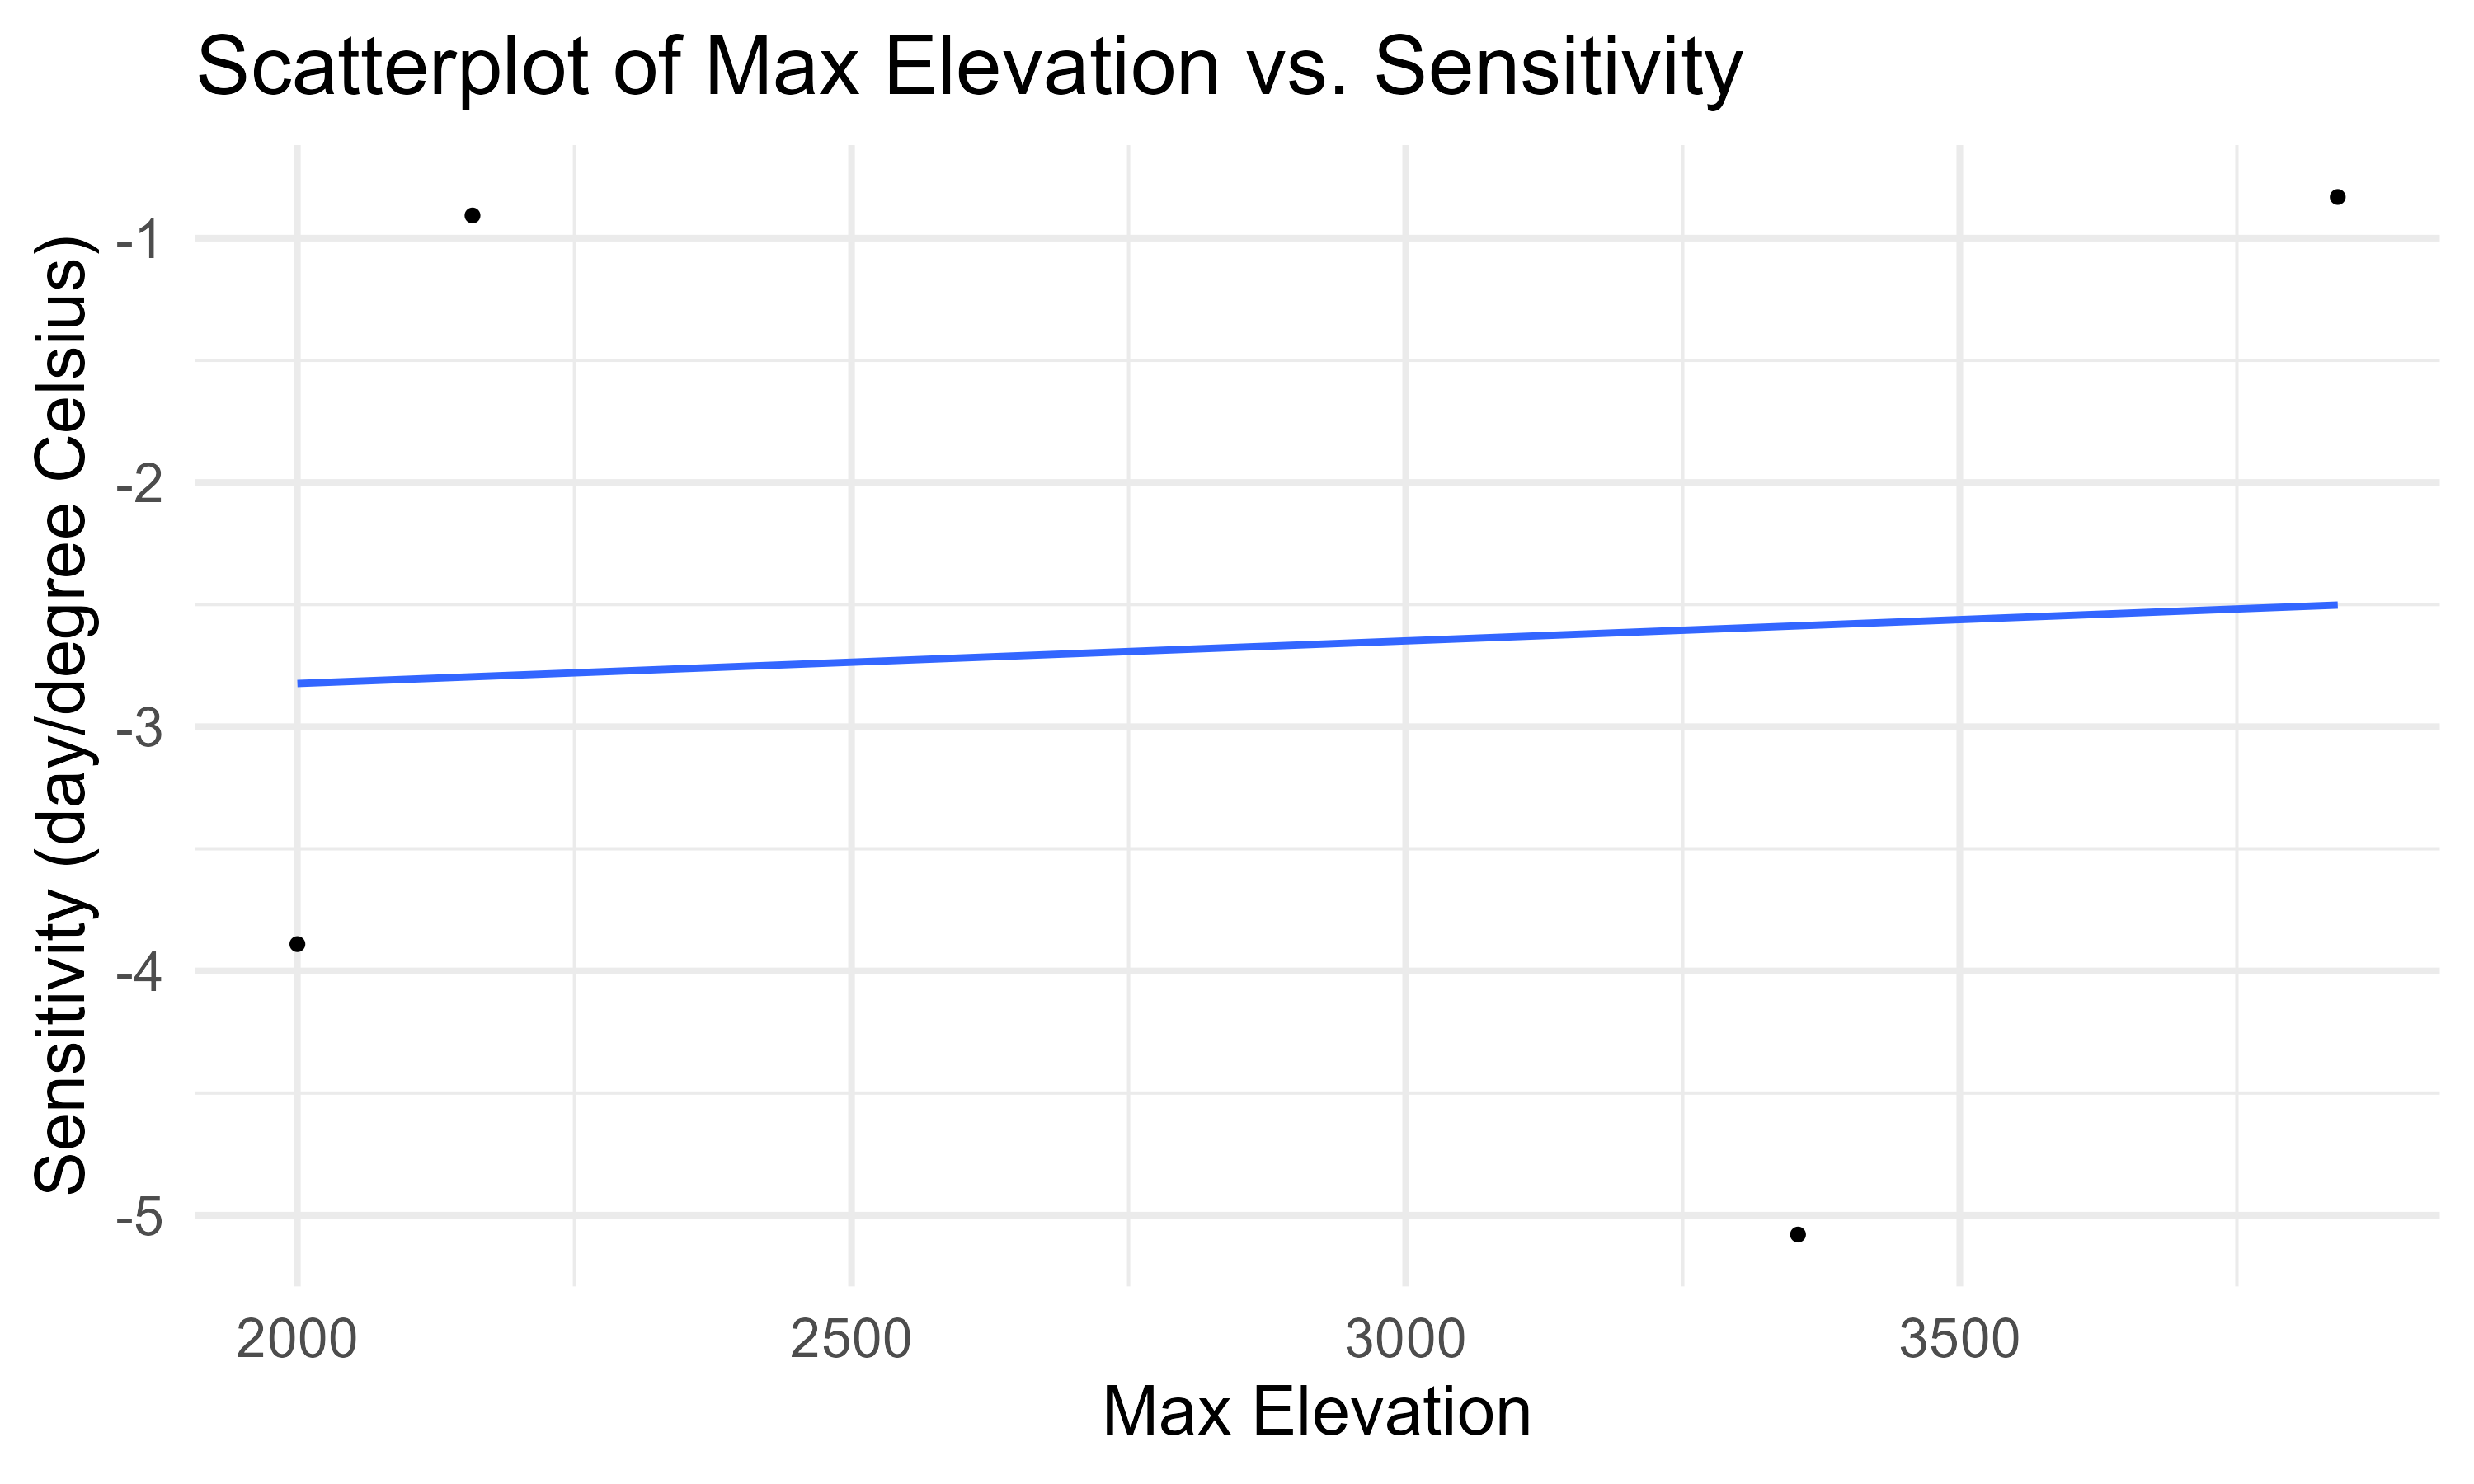 Scatterplot of Max Elevation vs. Sensitivity
Sensitivity (day/degree Celsius)
-1
-2
-3
-4
-5
2000 2500 3000 3500
Max Elevation